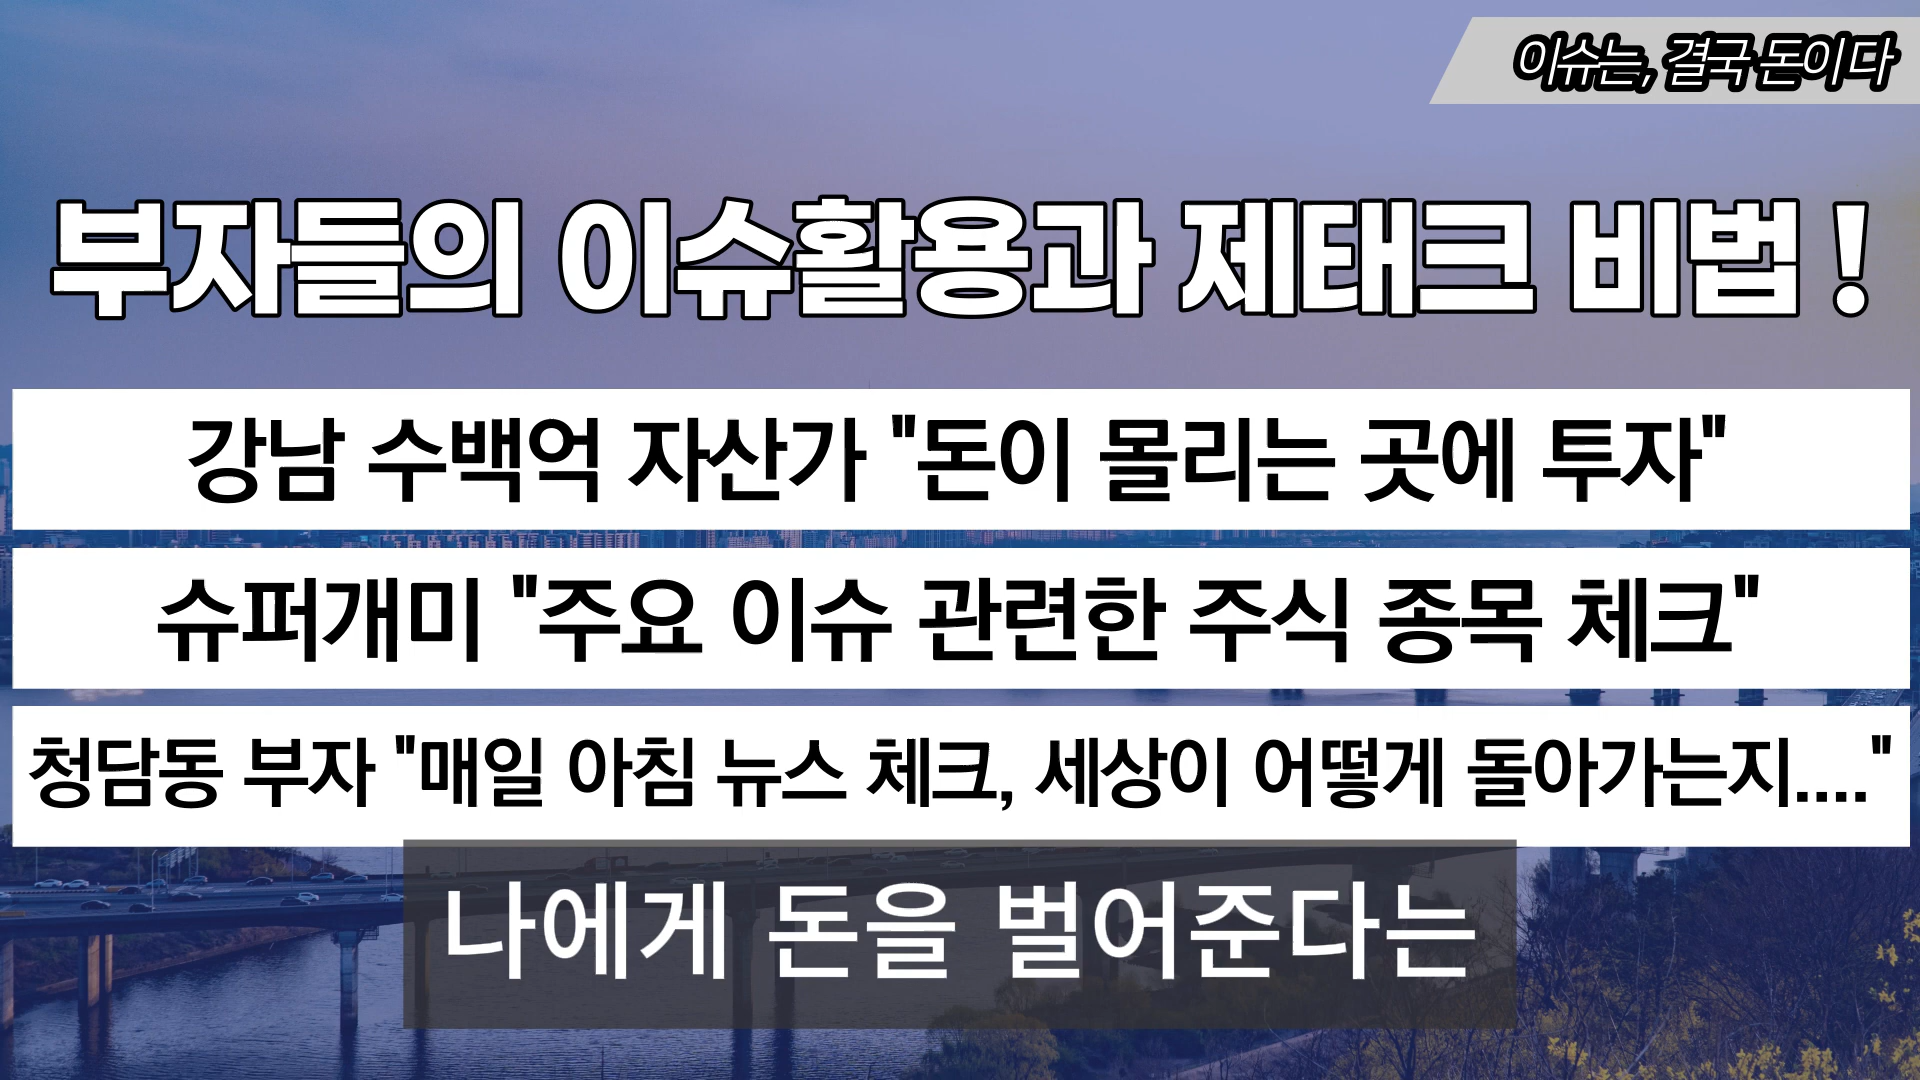 이슈는, 결국 돈이다
부자들의 이슈활용과 제태크 비법 !
강남 수백억 자산가 "돈이 몰리는 곳에 투자"
슈퍼개미 "주요 이슈 관련한 주식 종목 체크"
청담동 부자 "매일 아침 뉴스 체크, 세상이 어떻게 돌아가는지...."
나에게 돈을 벌어준다는